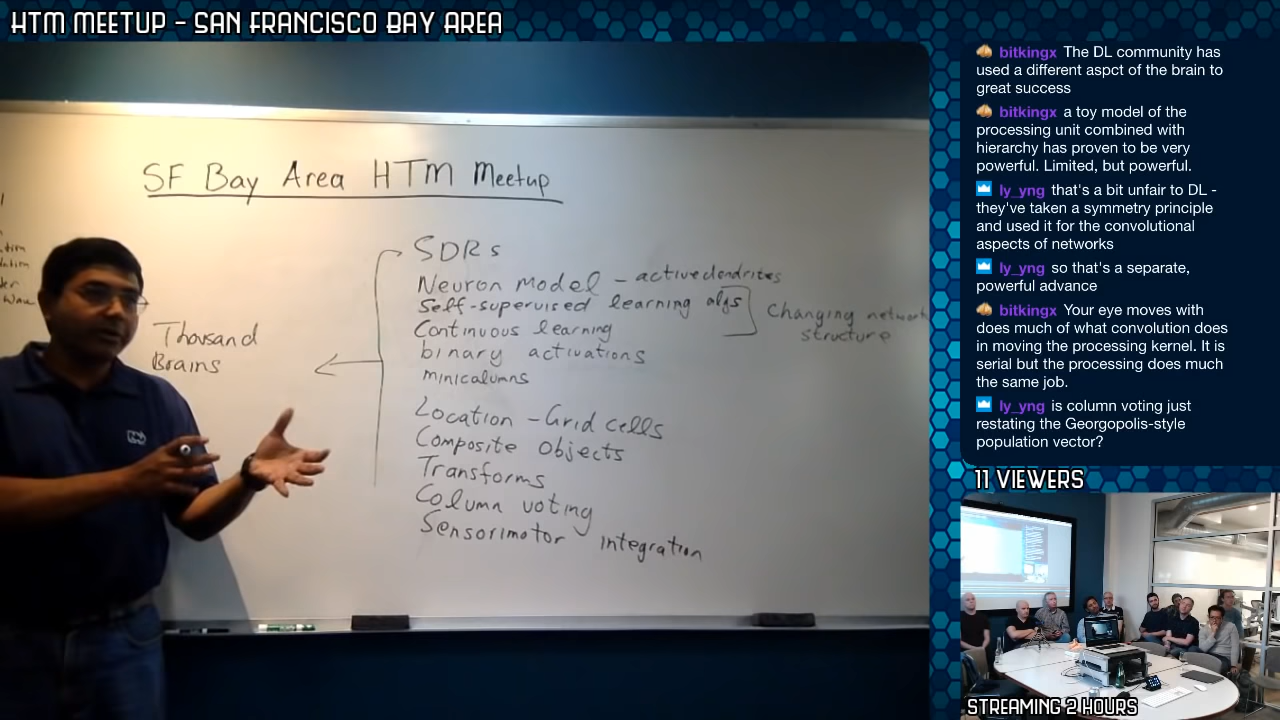 HTM MEETUP - SAN FRANCISCO BAY AREA
SF Bay Area HTM Meetup
SDRs
Neuron model - active dendrites
Self-supervised learning algs
Continuous learning
Changing network
structure
binary activations
minicolumns
Thousand
Brains
Location - Grid cells
Composite Objects
Transforms
Column voting
Sensorimotor integration
bitkingx The DL community has
used a different aspct of the brain to
great success
bitkingx a toy model of the
processing unit combined with
hierarchy has proven to be very
powerful. Limited, but powerful.
ly_yng that's a bit unfair to DL -
they've taken a symmetry principle
and used it for the convolutional
aspects of networks
ly_yng so that's a separate,
powerful advance
bitkingx Your eye moves with
does much of what convolution does
in moving the processing kernel. It is
serial but the processing does much
the same job.
ly_yng is column voting just
restating the Georgopolis-style
population vector?
11 VIEWERS
STREAMING 2 HOURS